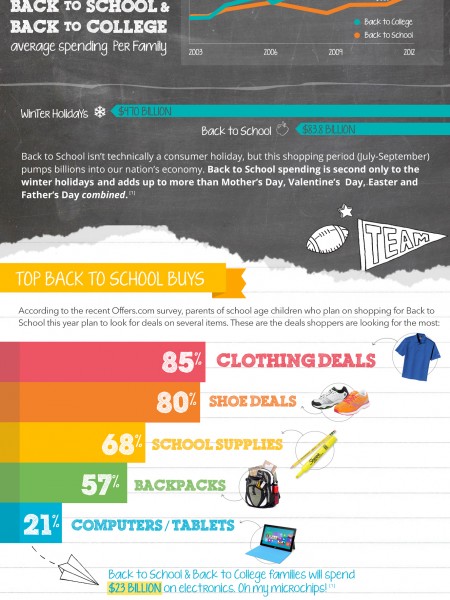 BACK TO SCHOOL &
BACK TO COLLEGE
average spending Per Family
Back to College
Back to School
2003 2006 2009 2012
Winter Holidays $470 BILLION
Back to School $83.8 BILLION
Back to School isn't technically a consumer holiday, but this shopping period (July-September)
pumps billions into our nation's economy. Back to School spending is second only to the
winter holidays and adds up to more than Mother's Day, Valentine's Day, Easter and
Father's Day combined.
TEAM
TOP BACK TO SCHOOL BUYS
According to the recent Offers.com survey, parents of school age children who plan on shopping for Back to
School this year plan to look for deals on several items. These are the deals shoppers are looking for the most:
85% CLOTHING DEALS
80% SHOE DEALS
68% SCHOOL SUPPLIES
57% BACKPACKS
21% COMPUTERS / TABLETS
Back to School & Back to College families will spend
$23 BILLION on electronics. Oh my microchips!